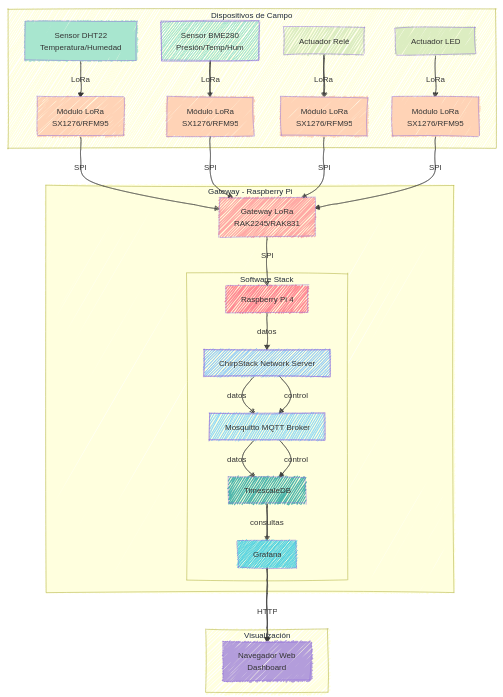 Dispositivos de Campo
Sensor DHT22
Temperatura/Humedad
Sensor BME280
Presión/Temp/Hum
Actuador Relé
Actuador LED
LoRa
LoRa
LoRa
LoRa
Módulo LoRa
SX1276/RFM95
Módulo LoRa
SX1276/RFM95
Módulo LoRa
SX1276/RFM95
Módulo LoRa
SX1276/RFM95
SPI
SPI
SPI
SPI
Gateway - Raspberry Pi
Gateway LoRa
RAK2245/RAK831
SPI
Software Stack
Raspberry Pi 4
datos
ChirpStack Network Server
datos
control
Mosquitto MQTT Broker
datos
control
TimescaleDB
consultas
Grafana
HTTP
Visualización
Navegador Web
Dashboard